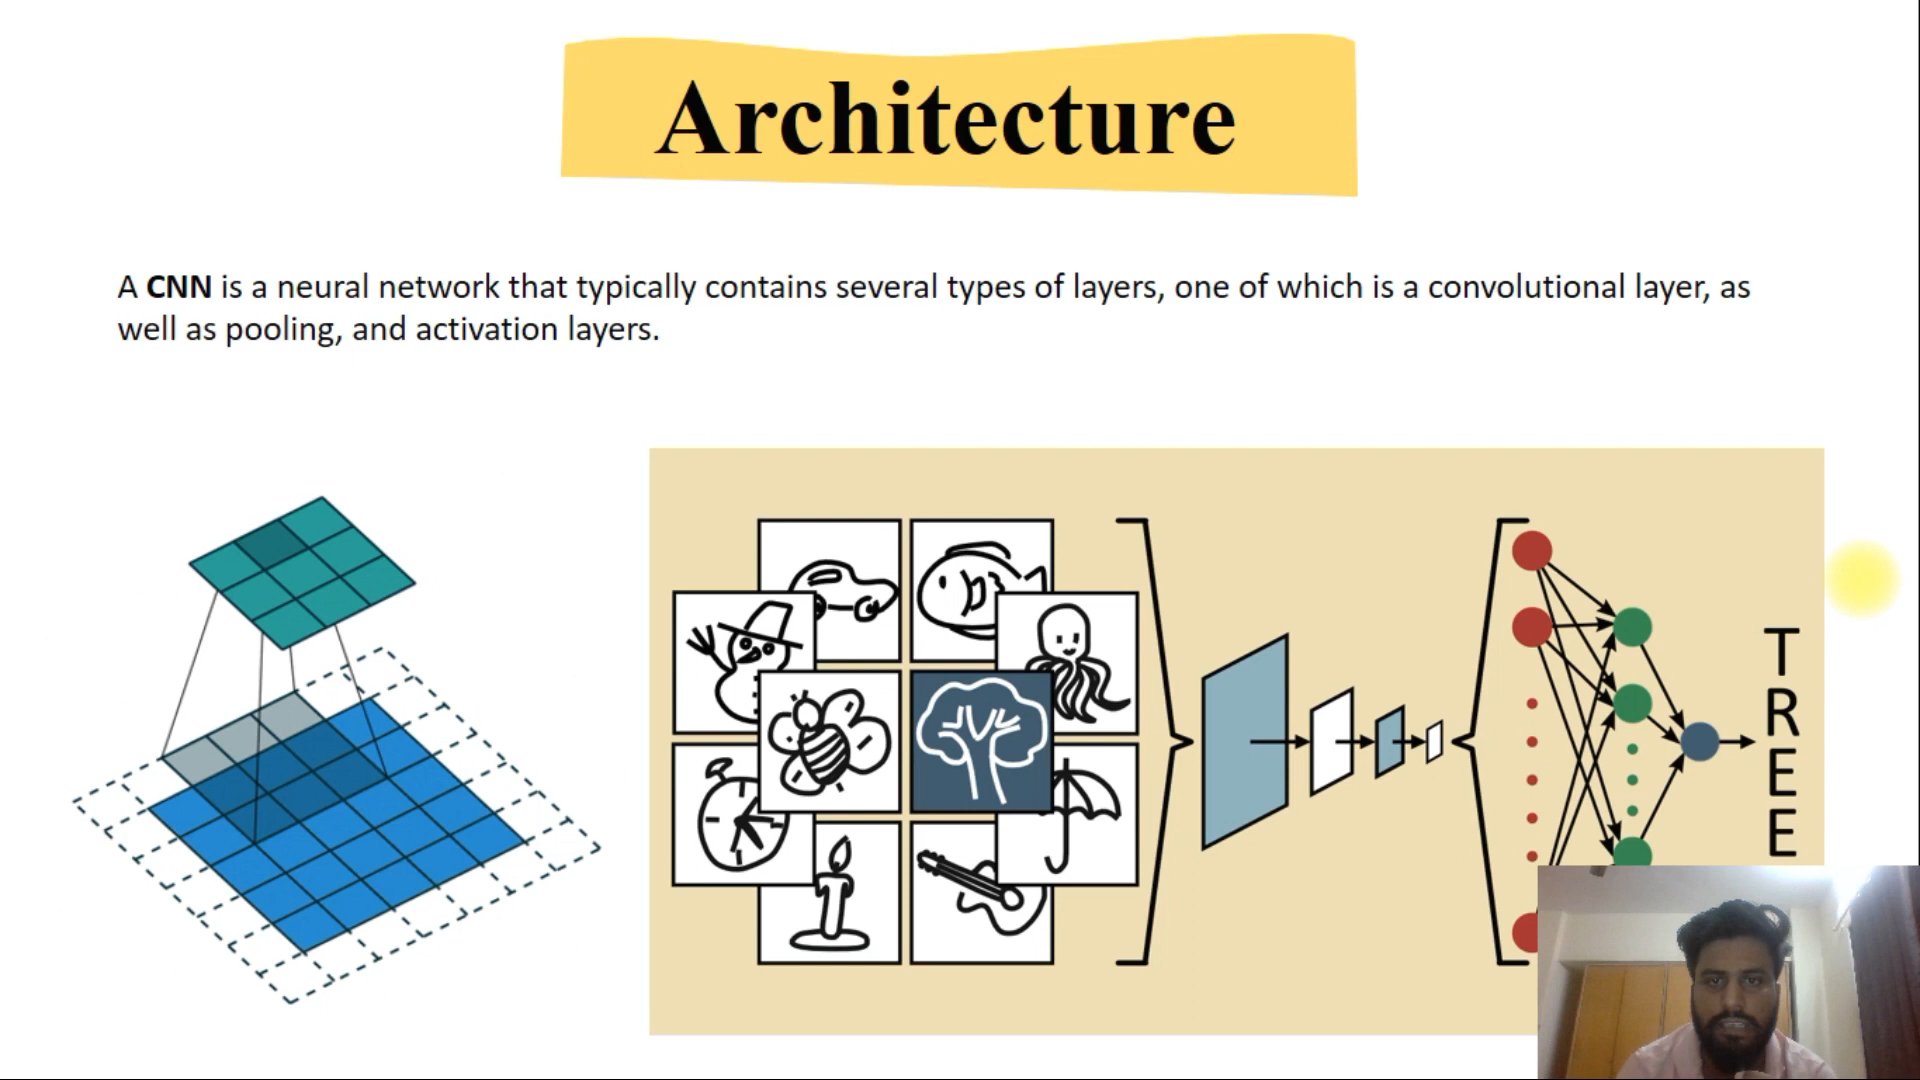 Architecture
A CNN is a neural network that typically contains several types of layers, one of which is a convolutional layer, as
well as pooling, and activation layers.
TREE